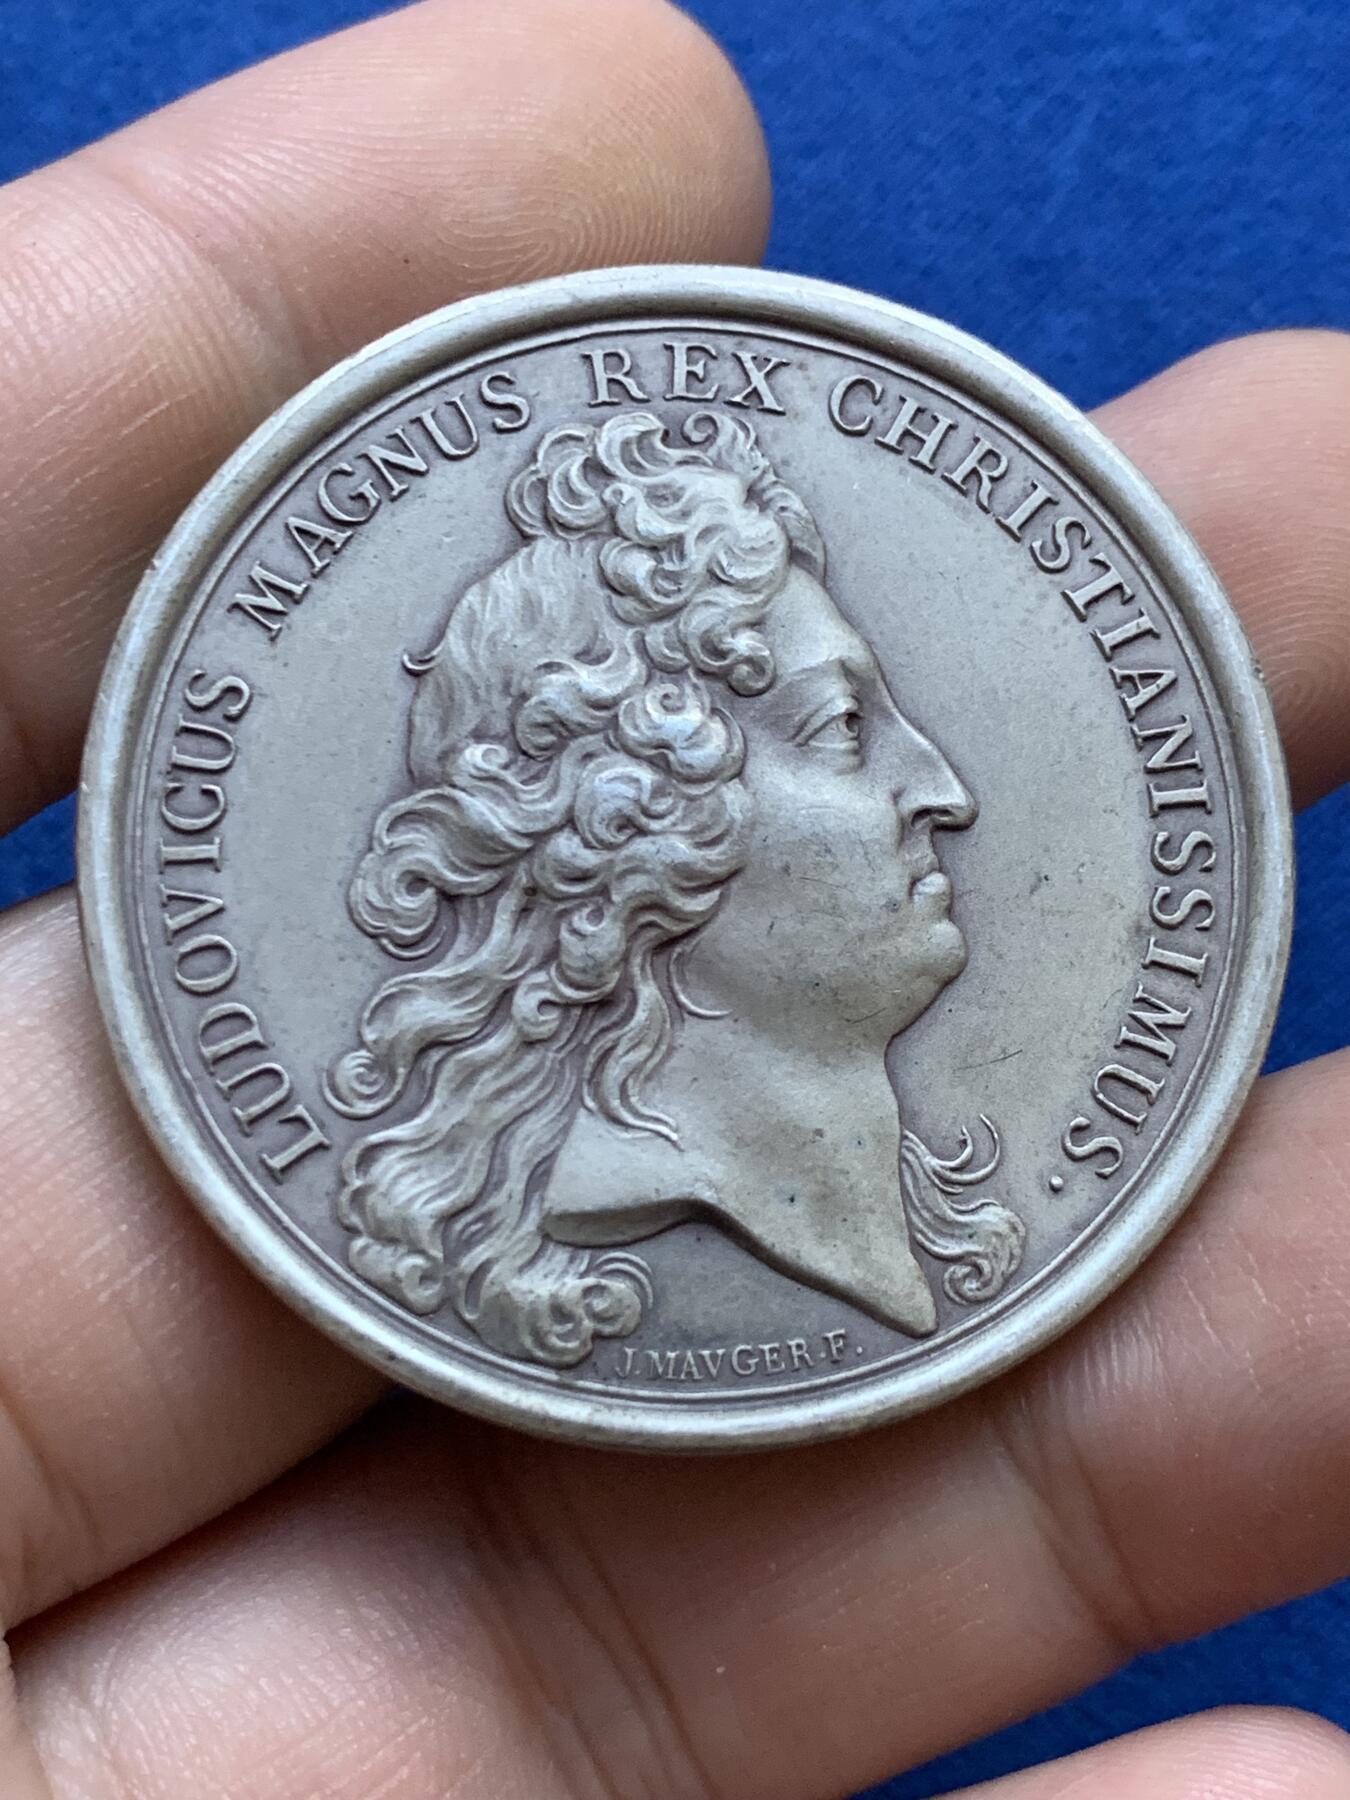 LUDOVICUS MAGNUS REX CHRISTIANISSIMUS.
J.MAVGER.F.